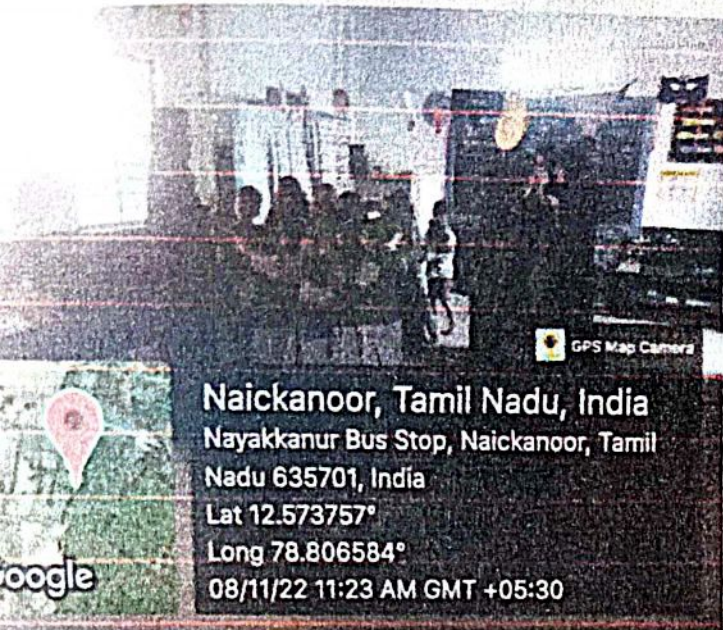 GPS Map Camera
Naickanoor, Tamil Nadu, India
Nayakkanur Bus Stop, Naickanoor, Tamil
Nadu 635701, India
Lat 12.573757°
Long 78.806584°
08/11/22 11:23 AM GMT +05:30
Google